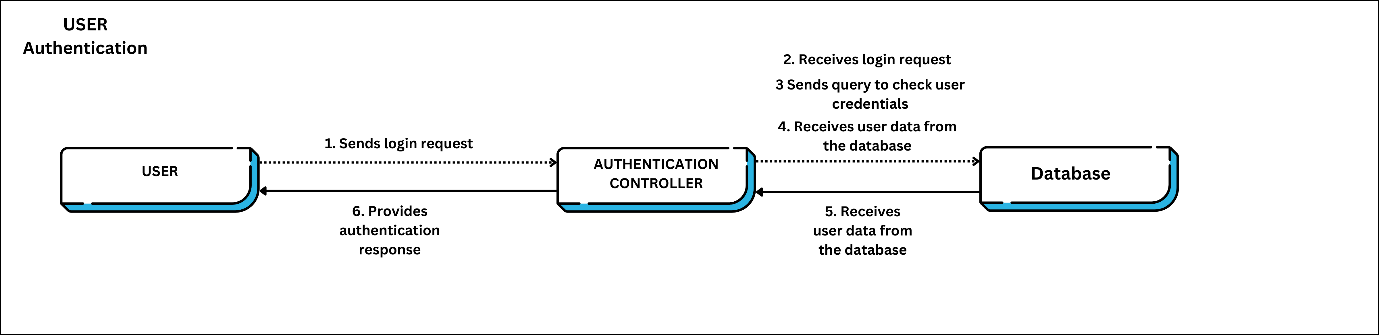 USER
Authentication
2. Receives login request
3 Sends query to check user
credentials
4. Receives user data from
the database
1. Sends login request
USER
AUTHENTICATION
CONTROLLER
Database
6. Provides
authentication
response
5. Receives
user data from
the database